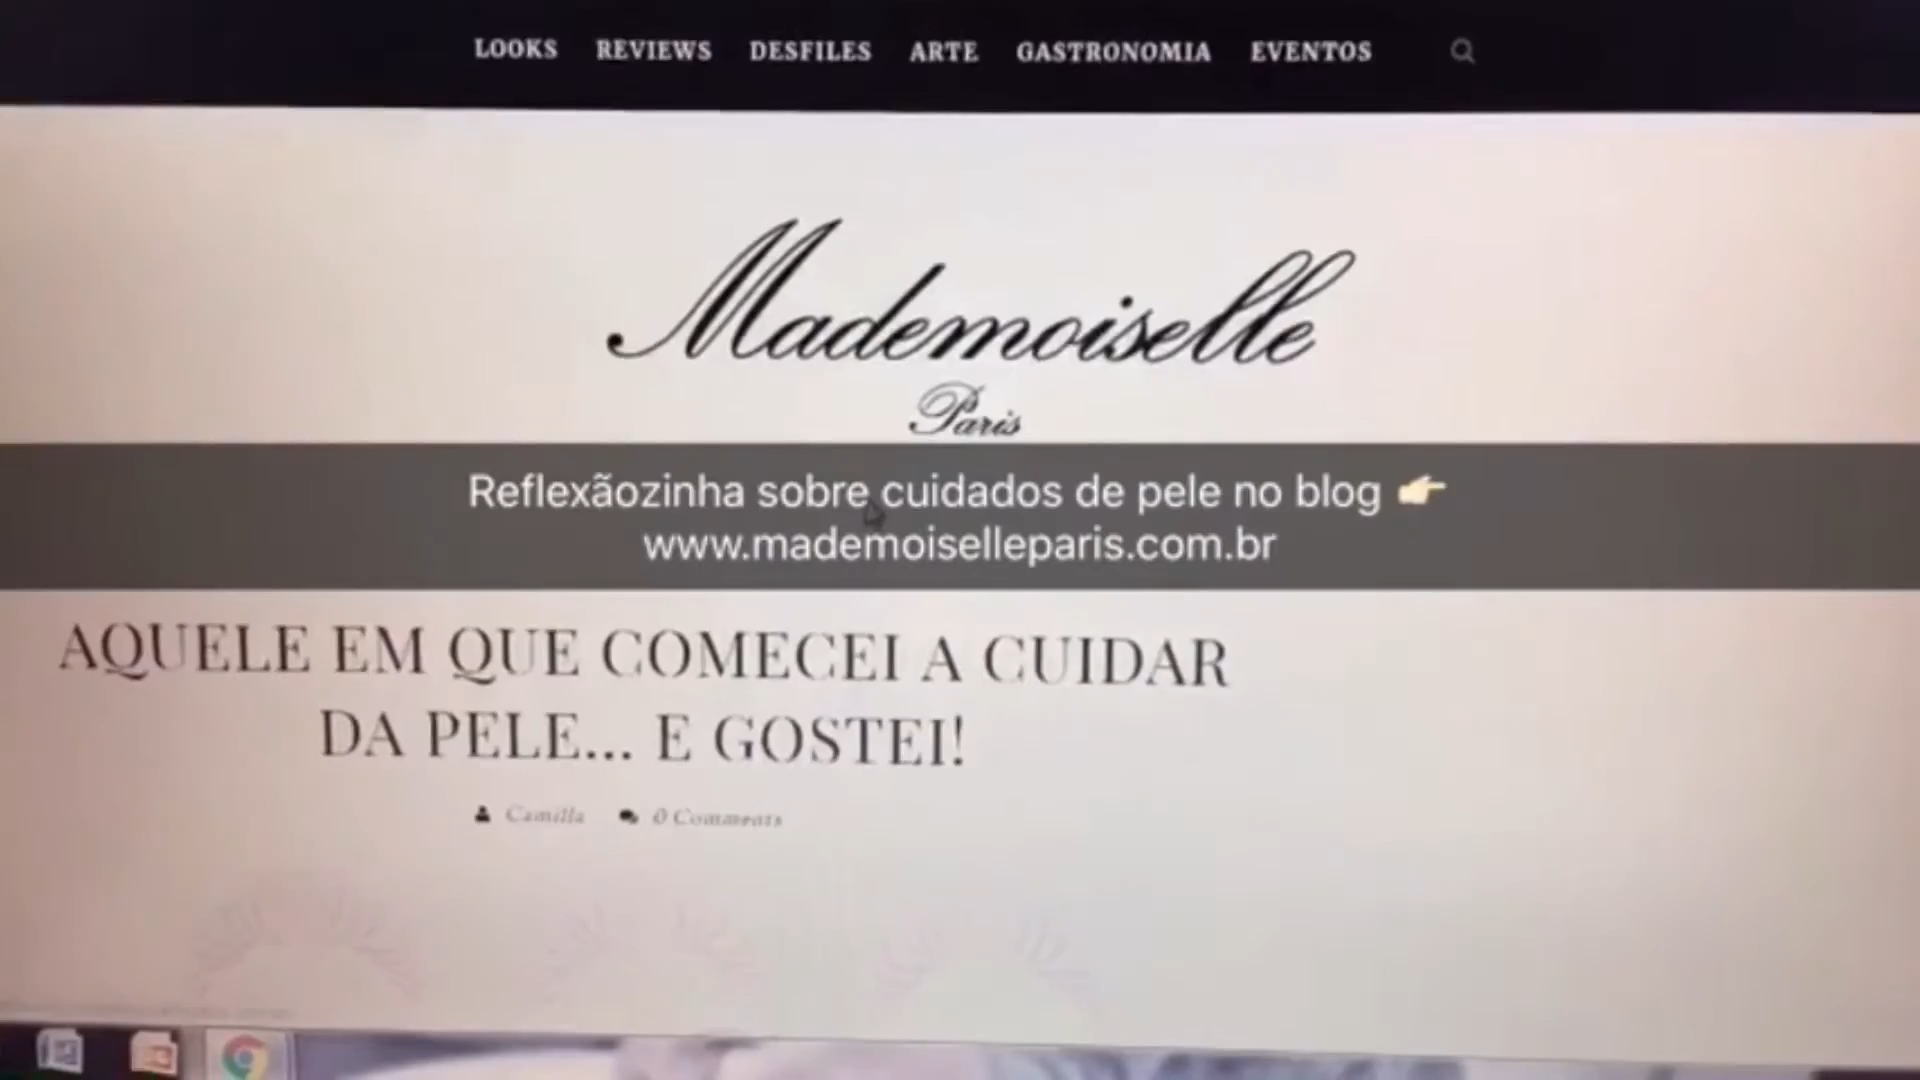 LOOKS REVIEWS DESFILES ARTE GASTRONOMIA EVENTOS
Mademoiselle
Paris
Reflexãozinha sobre cuidados de pele no blog 👉
www.mademoiselleparis.com.br
AQUELE EM QUE COMECEI A CUIDAR
DA PELE... E GOSTEI!
Camilla 0 Comments